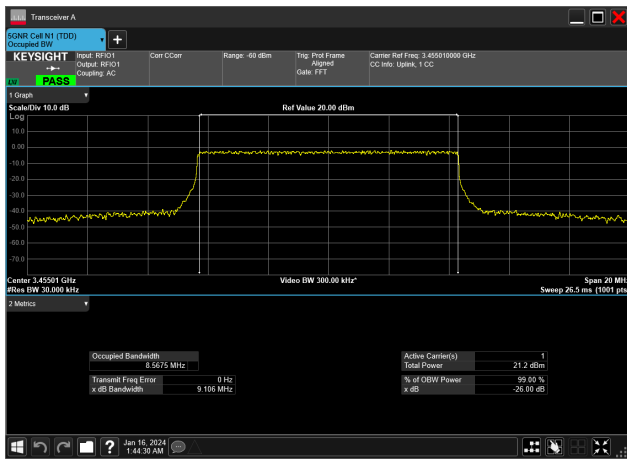 Transceiver A
5GNR Cell N1 (TDD)
Occupied BW
+
KEYSIGHT
Input: RFIO1
Output: RFIO1
Coupling: AC
Corr CCorr
Range: -60 dBm
Trig: Prot Frame
Aligned
Gate: FFT
Carrier Ref Freq: 3.455010000 GHz
CC Info: Uplink, 1 CC
PASS
1 Graph
Scale/Div 10.0 dB
Ref Value 20.00 dBm
Log
10.0
0.00
-10.0
-20.0
-30.0
-40.0
-50.0
-60.0
-70.0
Center 3.45501 GHz
Video BW 300.00 kHz*
Span 20 MHz
#Res BW 30.000 kHz
Sweep 26.5 ms (1001 pts
2 Metrics
Occupied Bandwidth
8.5675 MHz
Active Carrier(s) 1
Total Power 21.2 dBm
Transmit Freq Error 0 Hz
x dB Bandwidth 9.106 MHz
% of OBW Power 99.00 %
x dB -26.00 dB
?
Jan 16, 2024
1:44:30 AM